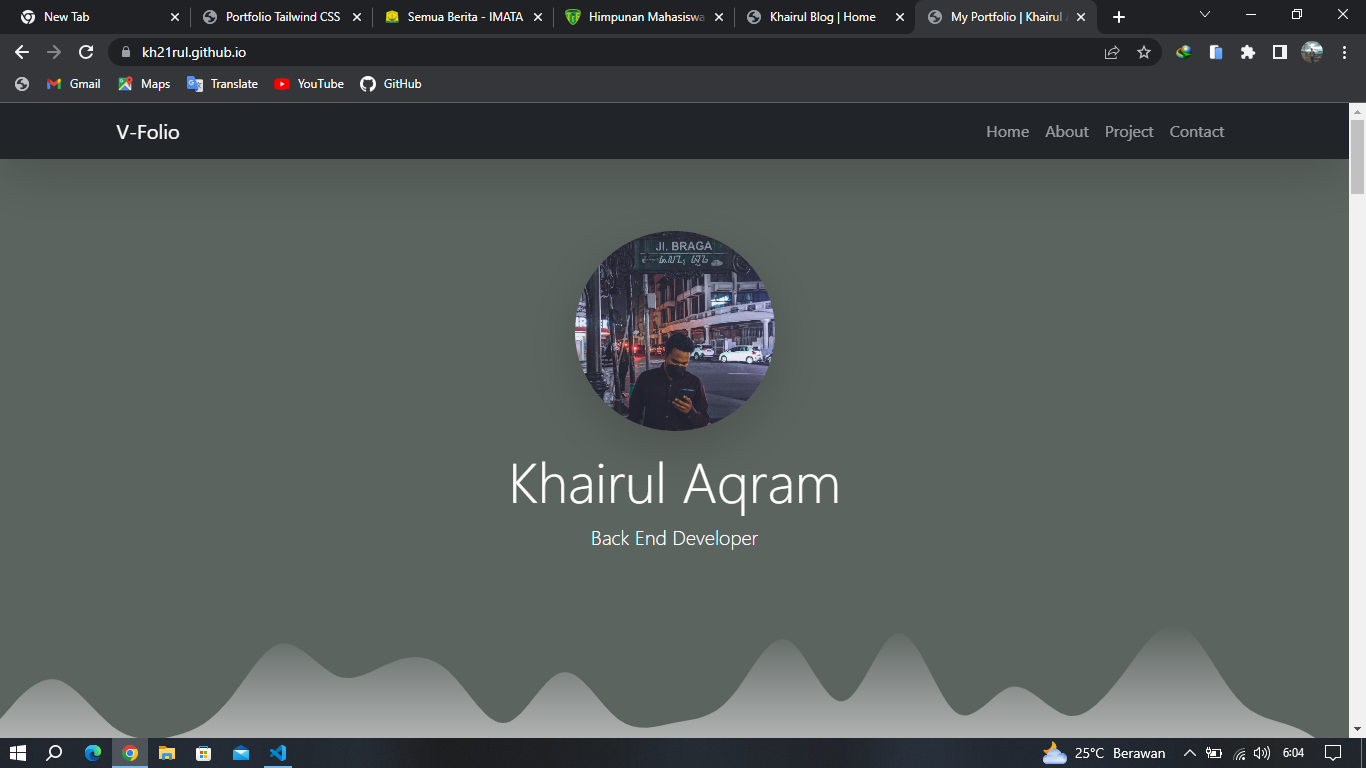 New Tab
Portfolio Tailwind CSS
Semua Berita - IMATA
Himpunan Mahasiswa
Khairul Blog | Home
My Portfolio | Khairul
kh21rul.github.io
Gmail
Maps
Translate
YouTube
GitHub
V-Folio
Home
About
Project
Contact
Jl. BRAGA
Khairul Aqram
Back End Developer
25°C Berawan
6:04